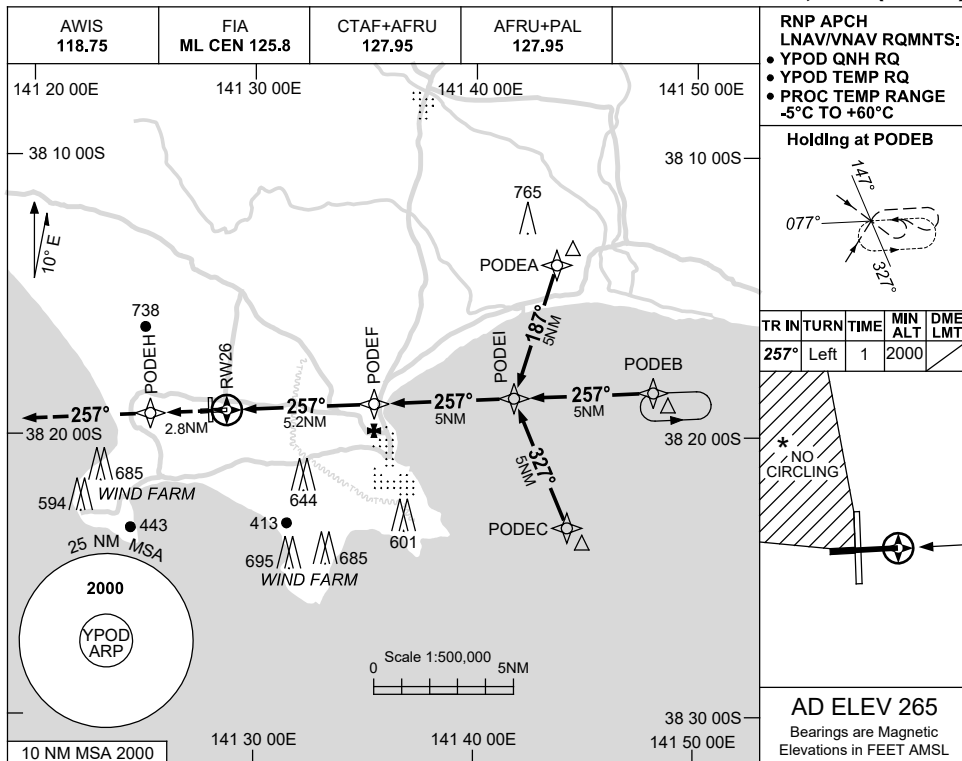 AWIS
118.75
FIA
ML CEN 125.8
CTAF+AFRU
127.95
AFRU+PAL
127.95
RNP APCH
LNAV/VNAV RQMNTS:
● YPOD QNH RQ
● YPOD TEMP RQ
● PROC TEMP RANGE
-5°C TO +60°C
141 20 00E
141 30 00E
141 40 00E
141 50 00E
38 10 00S
38 10 00S
Holding at PODEB
147°
077°
327°
765
10° E
PODEA
738
PODEH
RW26
PODEF
PODEI
187°
5NM
PODEB
TR IN TURN TIME MIN ALT DME LMT
257° Left 1 2000
257°
2.8NM
257°
5.2NM
257°
5NM
257°
5NM
38 20 00S
38 20 00S
327°
5NM
* NO
CIRCLING
685
594
WIND FARM
644
443
413
601
PODEC
695
685
WIND FARM
25 NM MSA
2000
YPOD
ARP
Scale 1:500,000
0
5NM
38 30 00S
141 30 00E
141 40 00E
141 50 00E
10 NM MSA 2000
AD ELEV 265
Bearings are Magnetic
Elevations in FEET AMSL